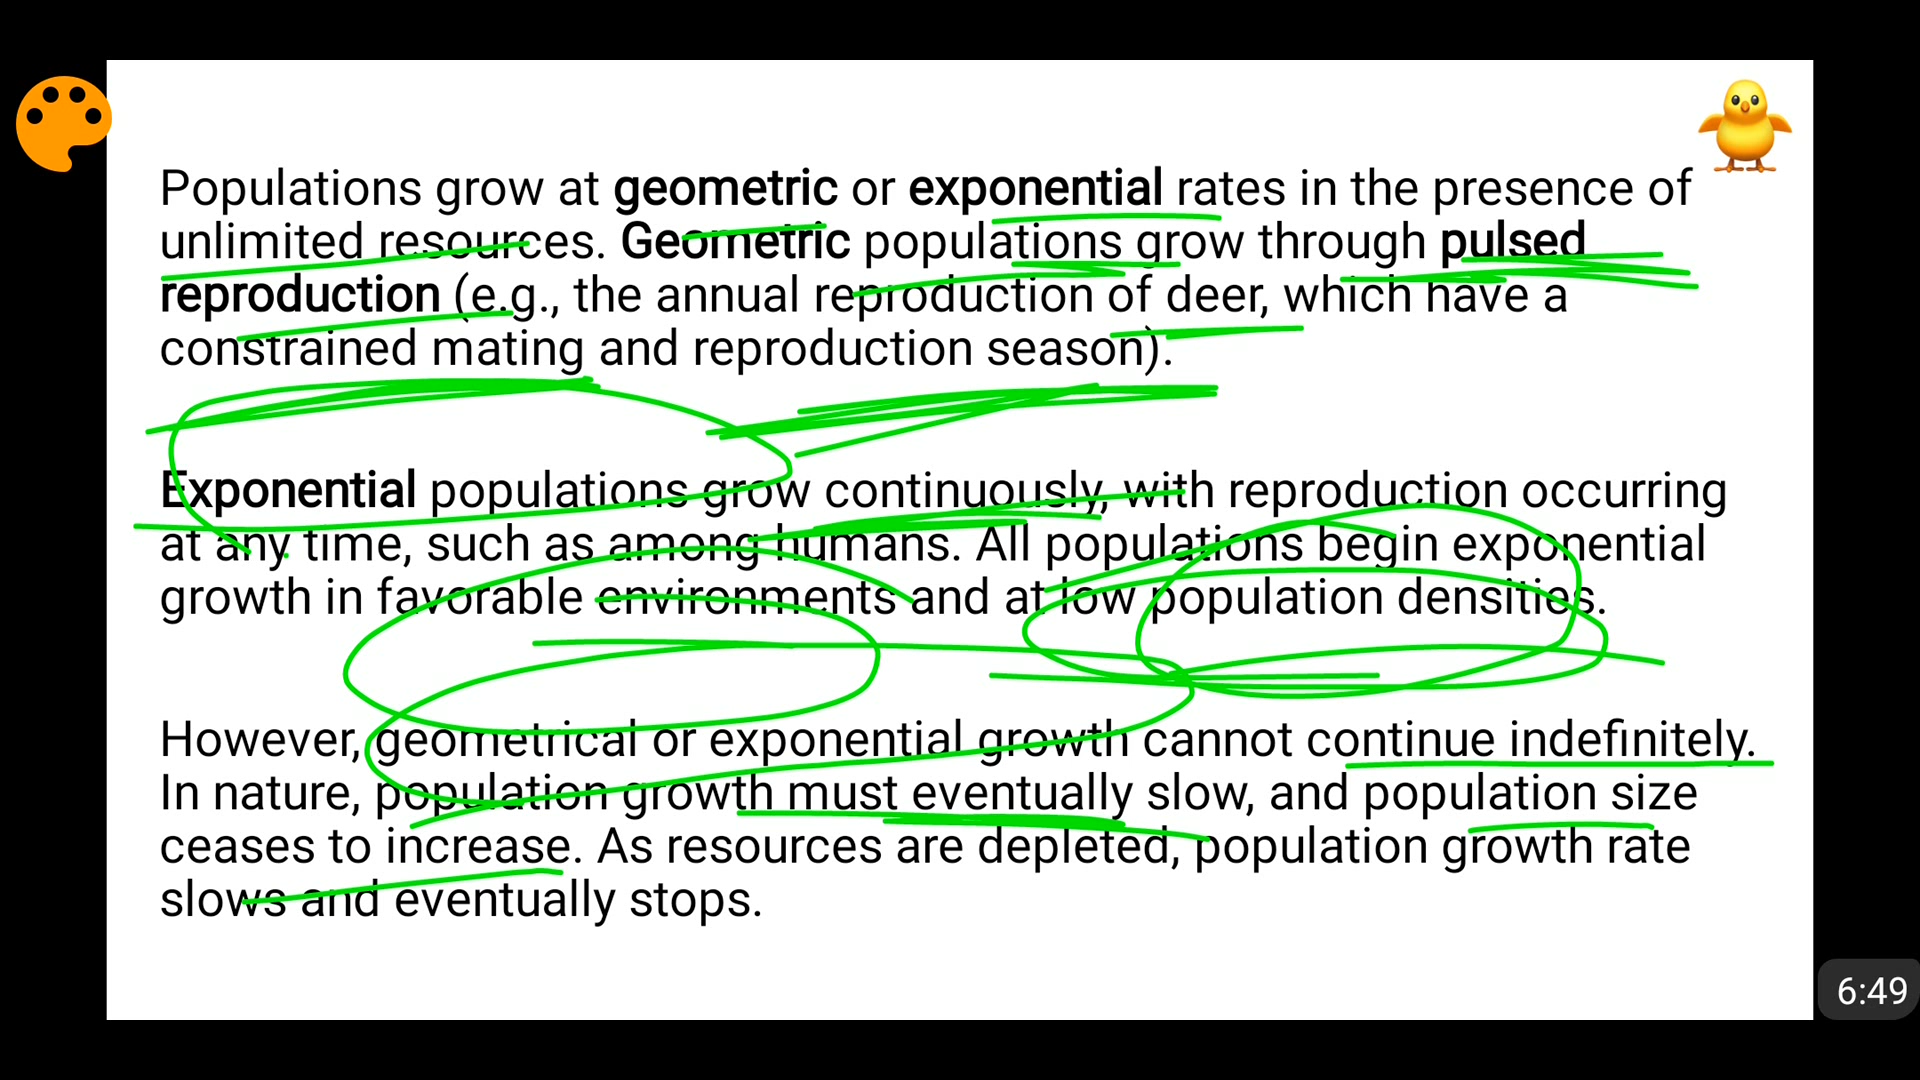 Populations grow at geometric or exponential rates in the presence of
unlimited resources. Geometric populations grow through pulsed
reproduction (e.g., the annual reproduction of deer, which have a
constrained mating and reproduction season).
Exponential populations grow continuously, with reproduction occurring
at any time, such as among humans. All populations begin exponential
growth in favorable environments and at low population densities.
However, geometrical or exponential growth cannot continue indefinitely.
In nature, population growth must eventually slow, and population size
ceases to increase. As resources are depleted, population growth rate
slows and eventually stops.
6:49